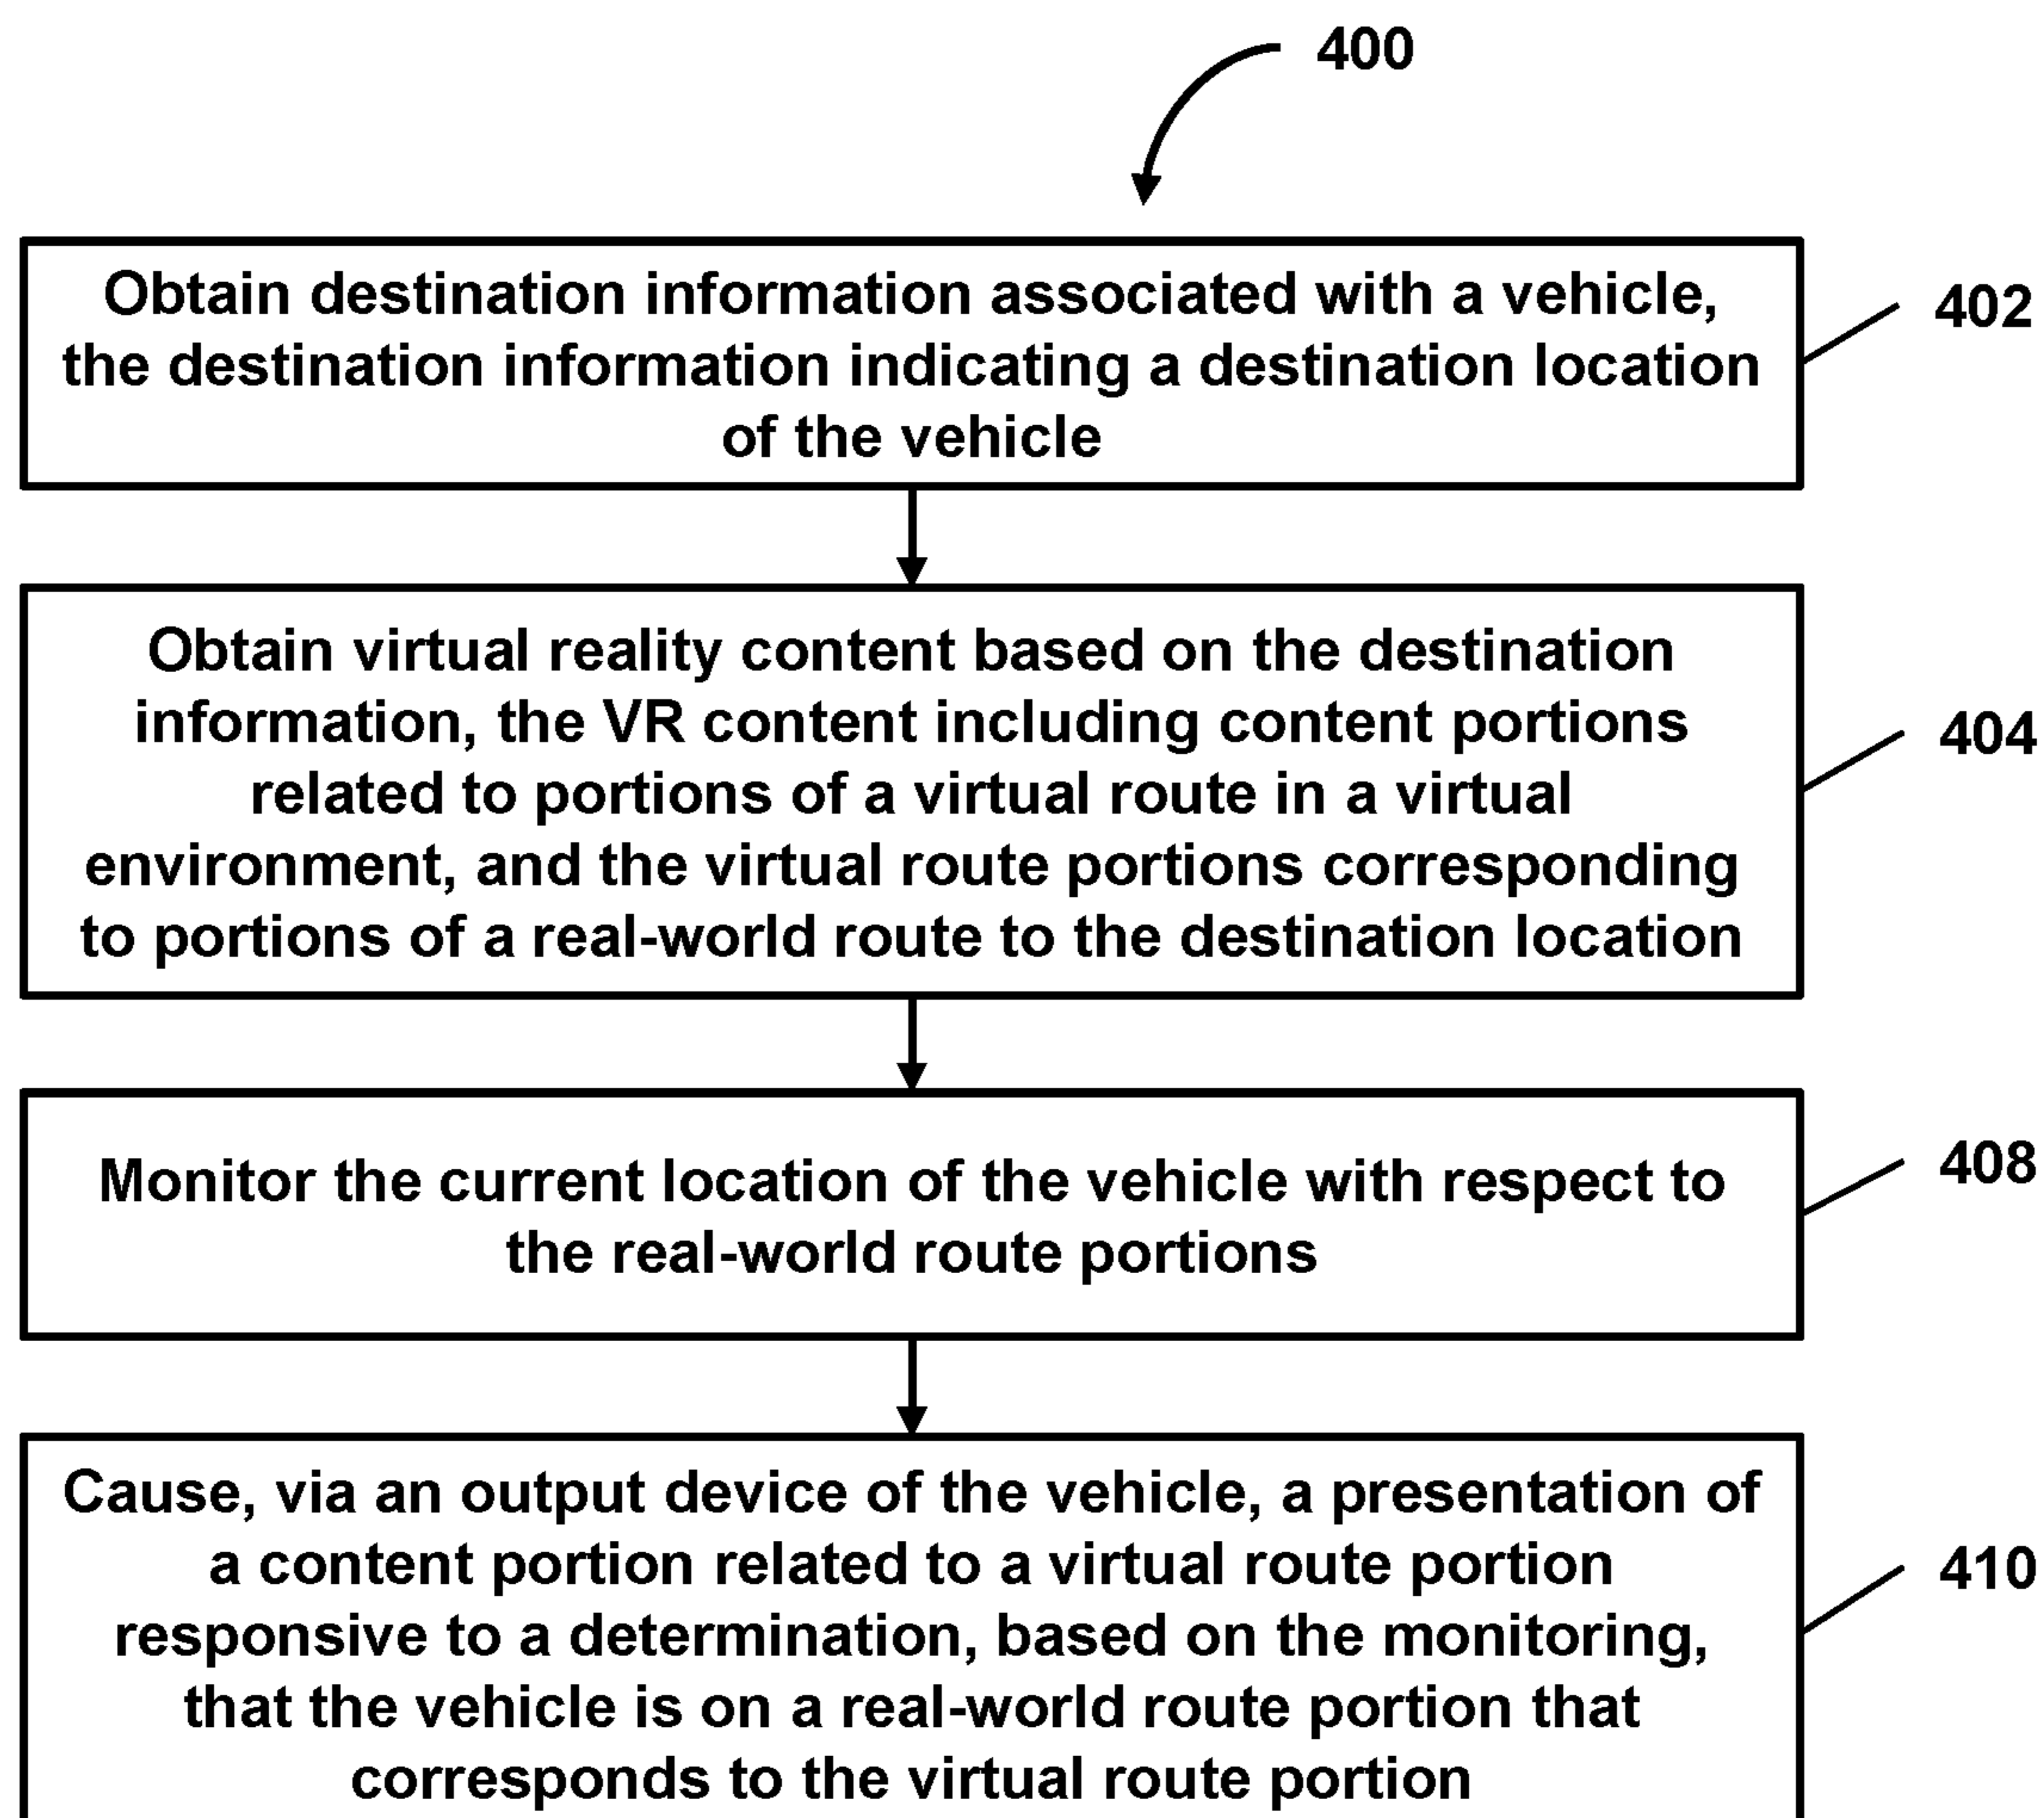 400
Obtain destination information associated with a vehicle,
the destination information indicating a destination location
of the vehicle
402
Obtain virtual reality content based on the destination
information, the VR content including content portions
related to portions of a virtual route in a virtual
environment, and the virtual route portions corresponding
to portions of a real-world route to the destination location
404
Monitor the current location of the vehicle with respect to
the real-world route portions
408
Cause, via an output device of the vehicle, a presentation of
a content portion related to a virtual route portion
responsive to a determination, based on the monitoring,
that the vehicle is on a real-world route portion that
corresponds to the virtual route portion
410